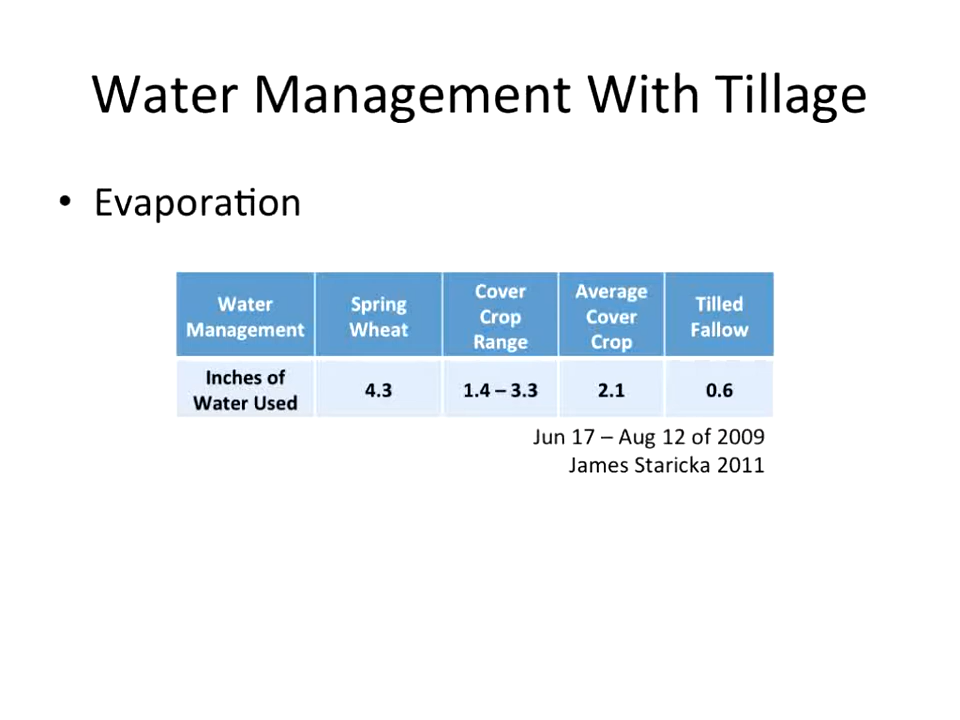 Water Management With Tillage
• Evaporation
Water Management
Spring Wheat
Cover Crop Range
Average Cover Crop
Tilled Fallow
Inches of Water Used
4.3
1.4 – 3.3
2.1
0.6
Jun 17 – Aug 12 of 2009
James Staricka 2011